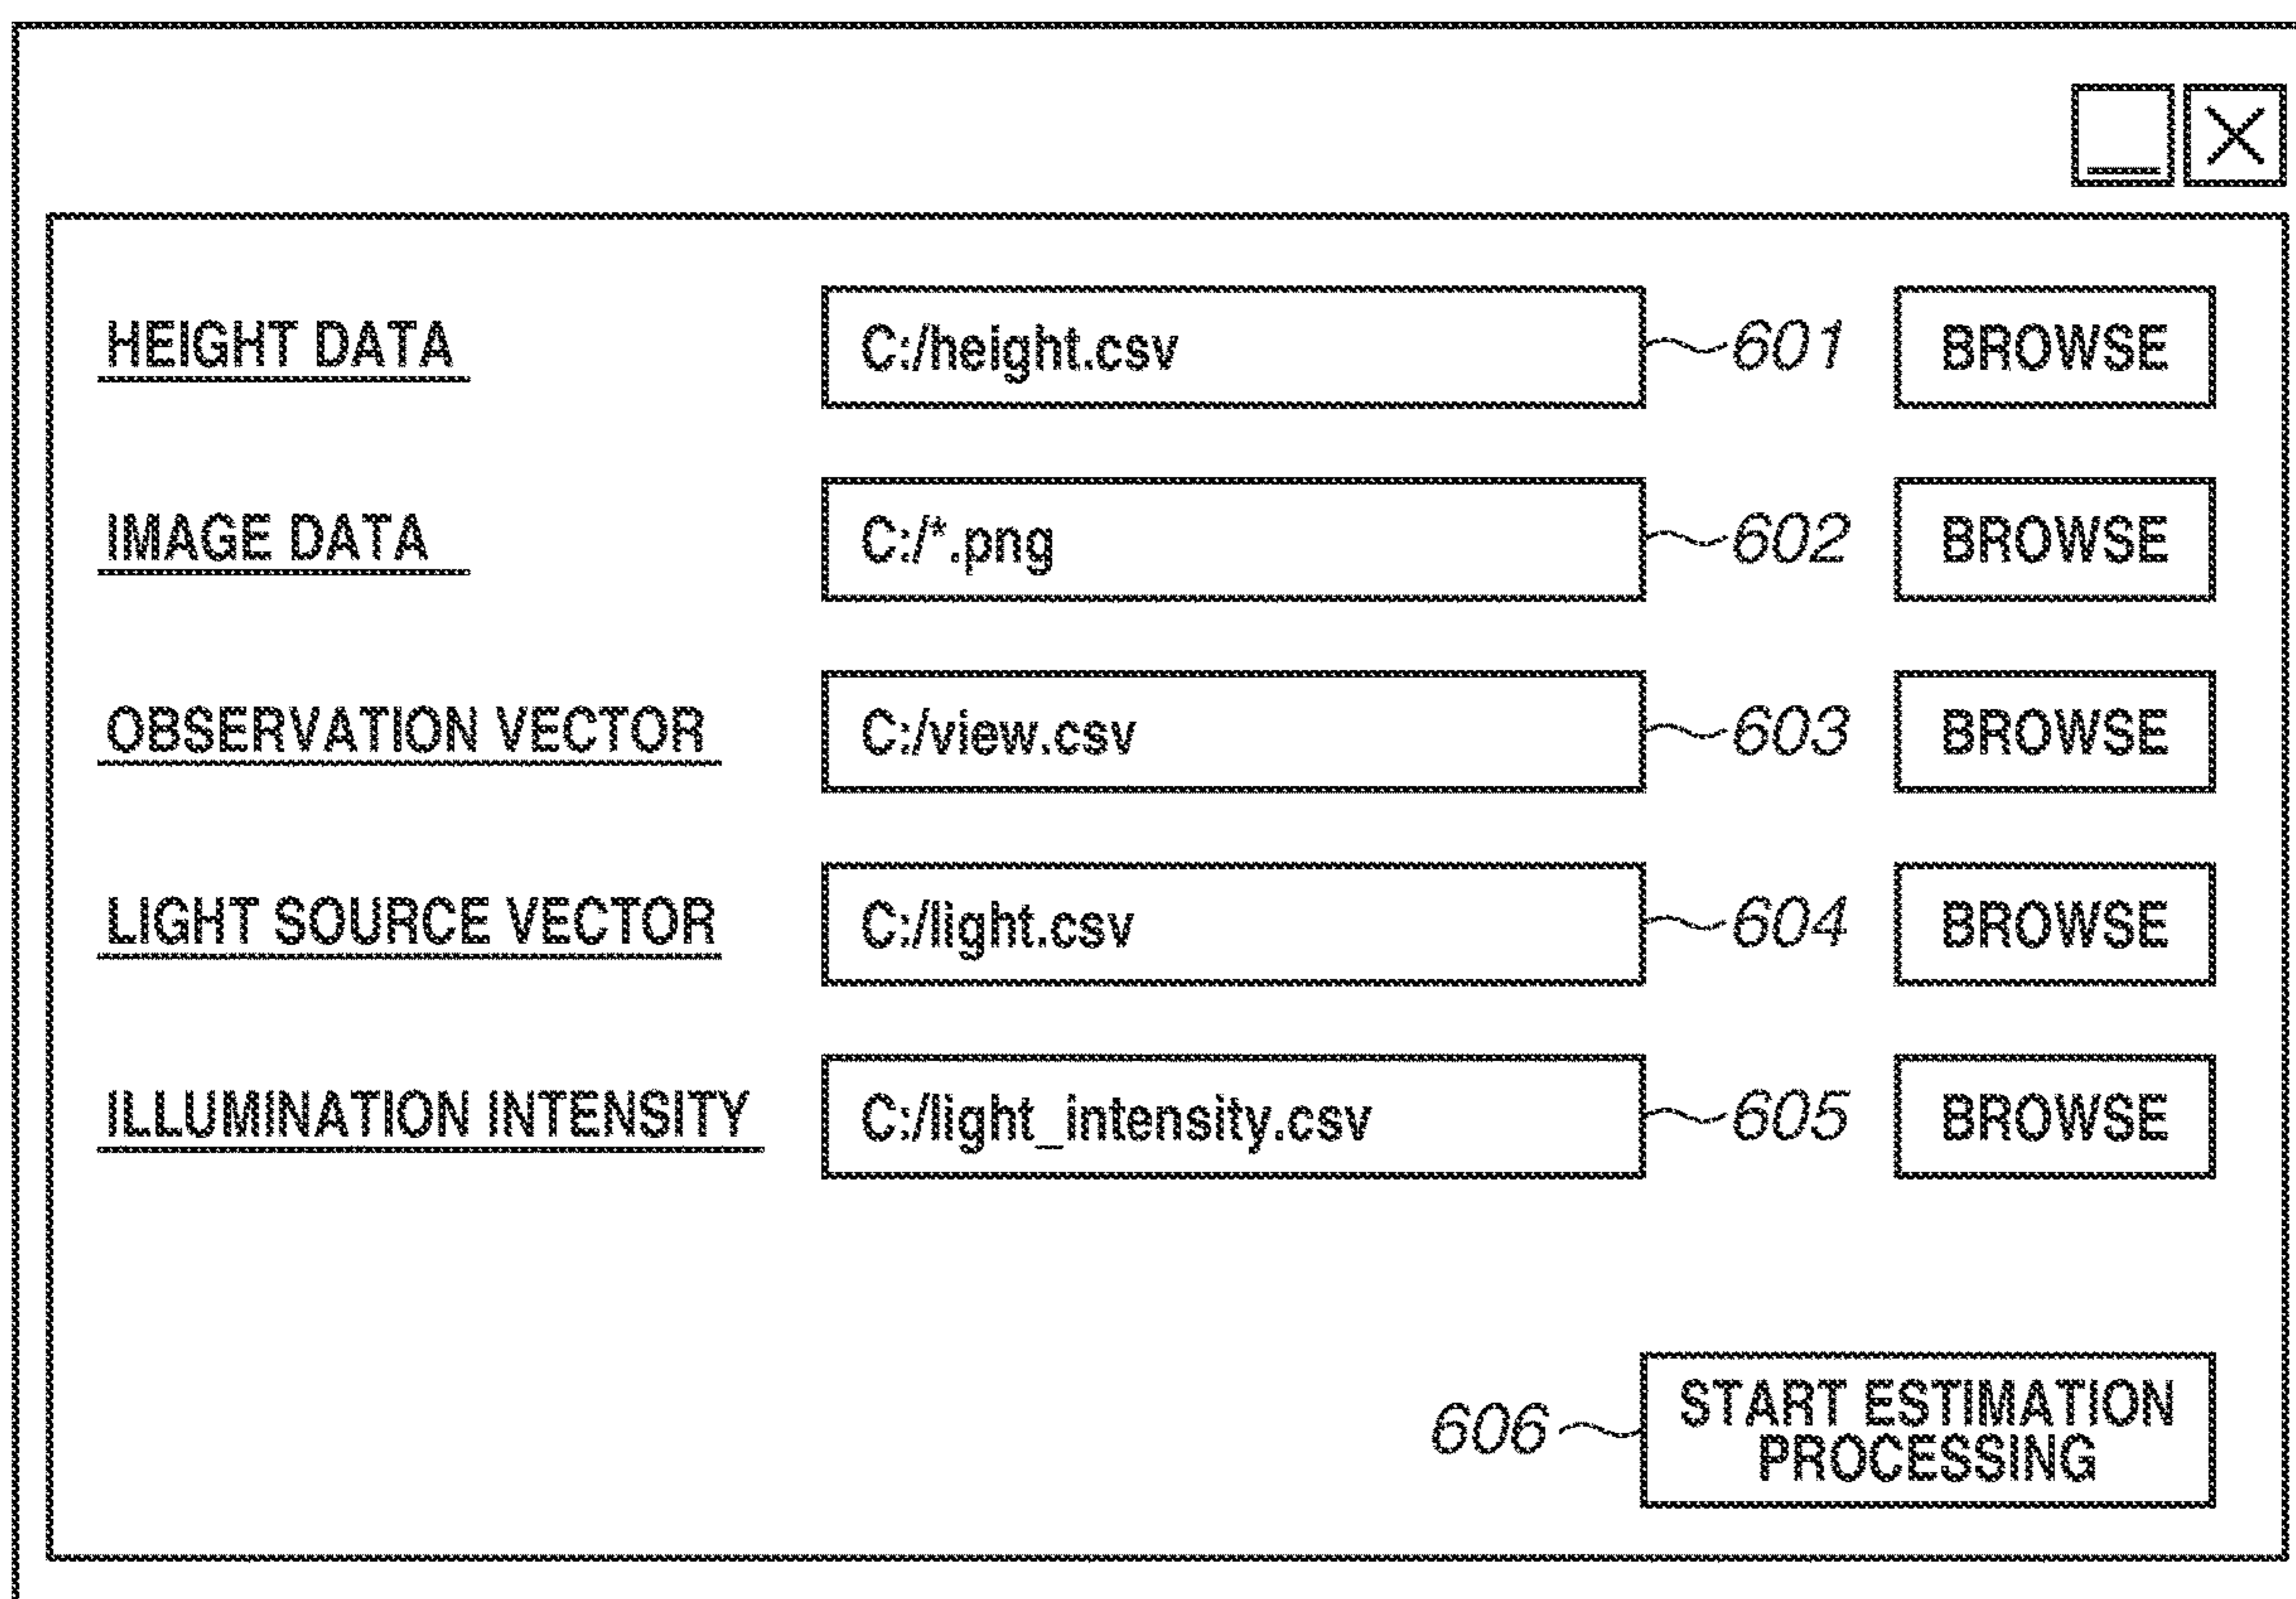 HEIGHT DATA C:/height.csv 601 BROWSE
IMAGE DATA C:/*.png 602 BROWSE
OBSERVATION VECTOR C:/view.csv 603 BROWSE
LIGHT SOURCE VECTOR C:/light.csv 604 BROWSE
ILLUMINATION INTENSITY C:/light_intensity.csv 605 BROWSE
606 START ESTIMATION
PROCESSING